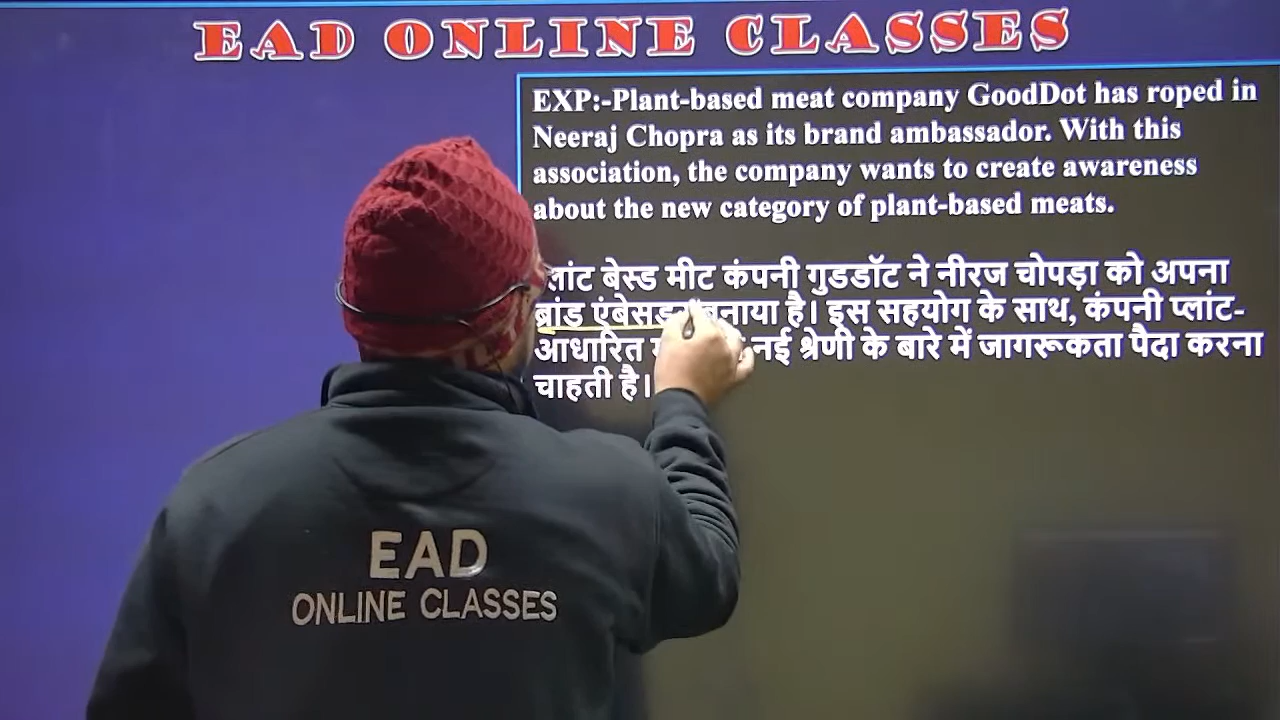 EAD ONLINE CLASSES
EXP:-Plant-based meat company GoodDot has roped in
Neeraj Chopra as its brand ambassador. With this
association, the company wants to create awareness
about the new category of plant-based meats.
बेस्ड मीट कंपनी गुडडॉट ने नीरज चोपड़ा को अपना
ब्रांड बनाया है। इस सहयोग के साथ, कंपनी प्लांट-
आधारित नई श्रेणी के बारे में जागरूकता पैदा करना
चाहती है।
EAD
ONLINE CLASSES